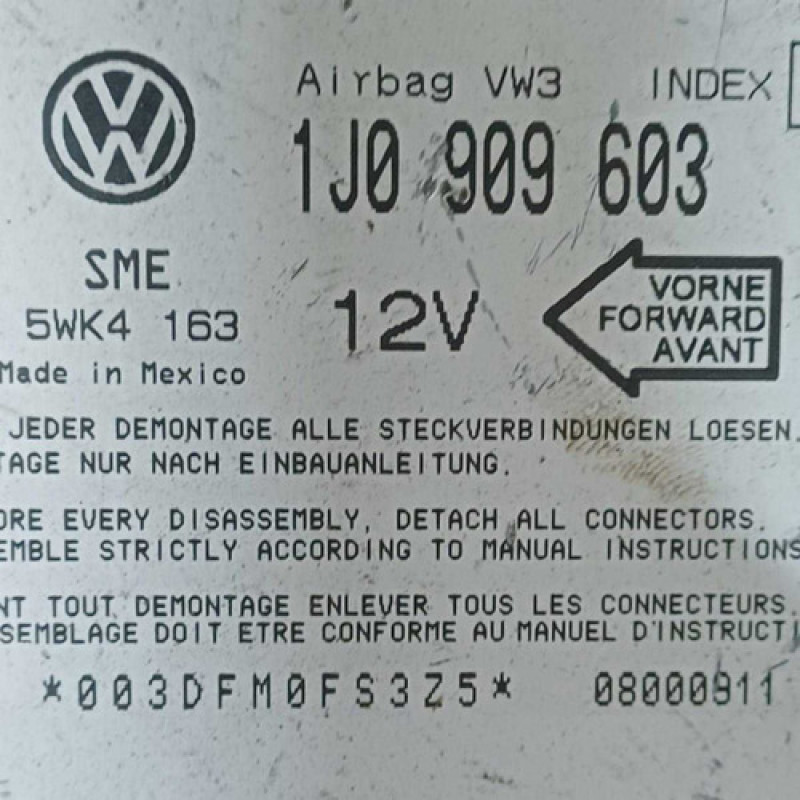 Airbag VW3 INDEX
1J0 909 603
SME
5WK4 163
Made in Mexico
12V
VORNE
FORWARD
AVANT
JEDER DEMONTAGE ALLE STECKVERBINDUNGEN LOESEN.
TAGE NUR NACH EINBAUANLEITUNG.
ORE EVERY DISASSEMBLY, DETACH ALL CONNECTORS.
EMBLE STRICTLY ACCORDING TO MANUAL INSTRUCTIONS
NT TOUT DEMONTAGE ENLEVER TOUS LES CONNECTEURS.
SEMBLAGE DOIT ETRE CONFORME AU MANUEL D'INSTRUCTI
*003DFM0FS3Z5* 08000911